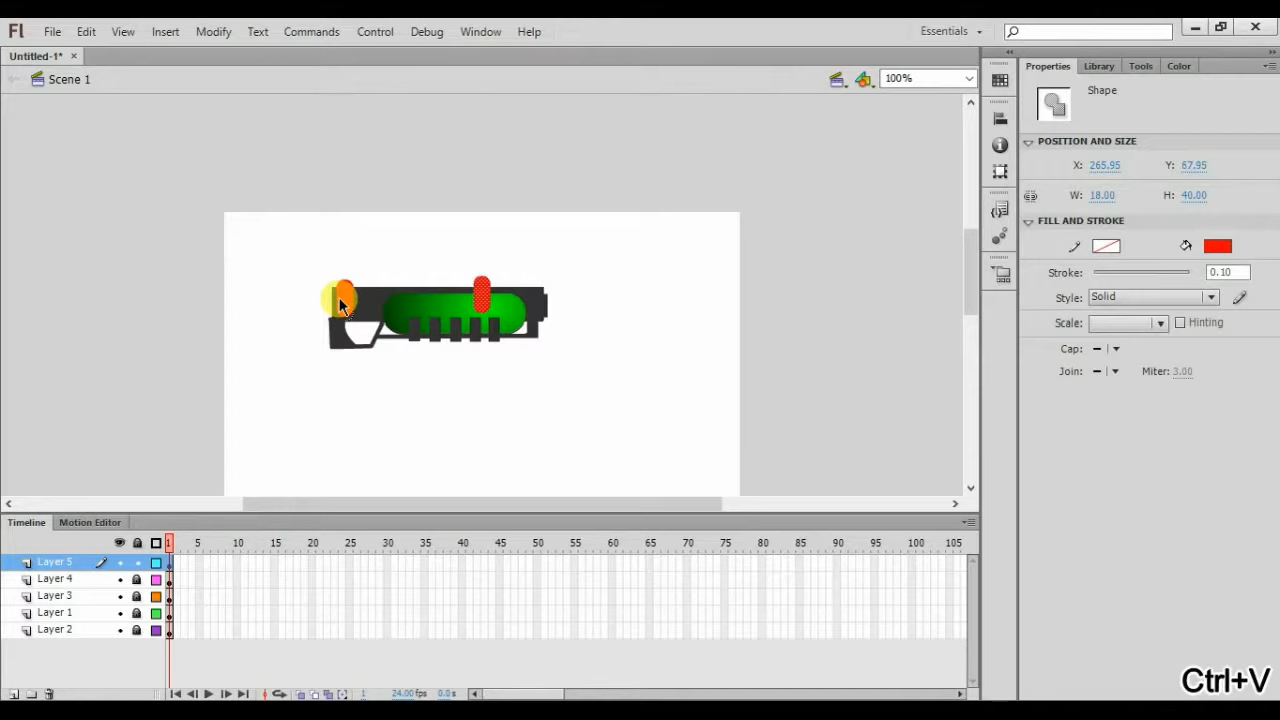 Fl File Edit View Insert Modify Text Commands Control Debug Window Help Essentials
Untitled-1*
Scene 1 100%
Properties Library Tools Color
Shape
POSITION AND SIZE
X: 265.95 Y: 67.95
W: 18.00 H: 40.00
FILL AND STROKE
Stroke: 0.10
Style: Solid
Scale: Hinting
Cap:
Join: Miter: 3.00
Timeline Motion Editor
1 5 10 15 20 25 30 35 40 45 50 55 60 65 70 75 80 85 90 95 100 105
Layer 5
Layer 4
Layer 3
Layer 1
Layer 2
1 24.00 fps 0.0 s
Ctrl+V